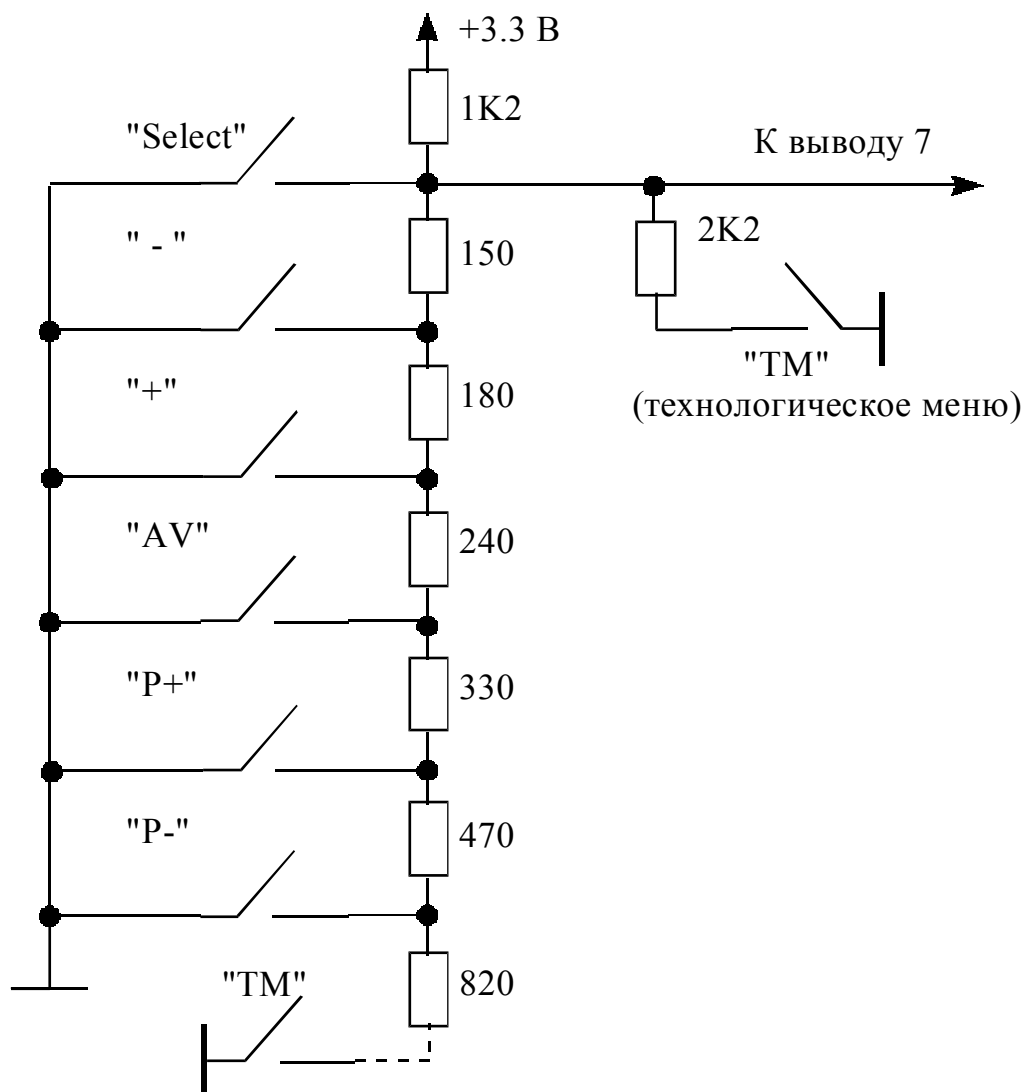 +3.3 В
1K2
"Select"
К выводу 7
" - "
150
2K2
"+"
180
"TM"
(технологическое меню)
"AV"
240
"P+"
330
"P-"
470
"TM"
820